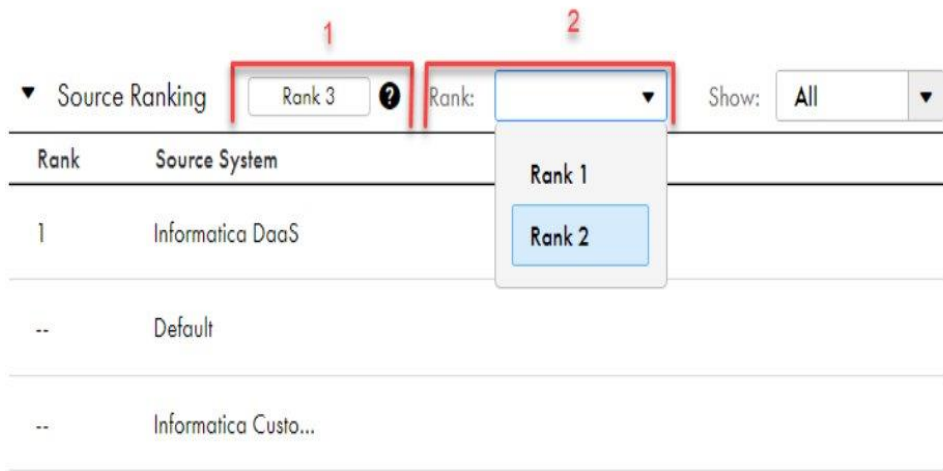 1 2
Source Ranking Rank 3 ? Rank: Show: All
Rank Source System
Rank 1
1 Informatica DaaS
Rank 2
-- Default
-- Informatica Custo...